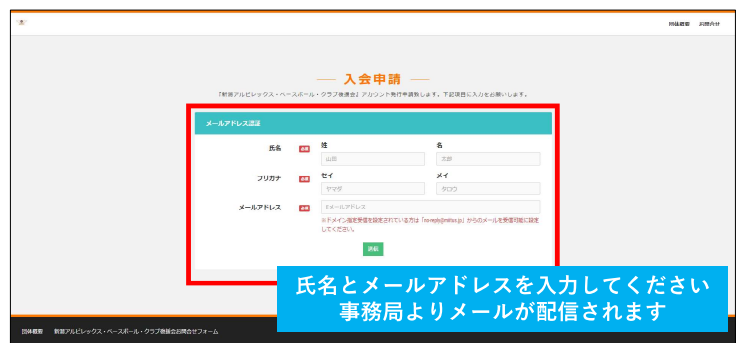 団体概要 お問合せ
入会申請
『新潟アルビレックス・ベースボール・クラブ後援会』アカウント発行申請致します。下記項目に入力をお願いします。
メールアドレス認証
氏名 必須 姓 名
山田 太郎
フリガナ 必須 セイ メイ
ヤマダ タロウ
メールアドレス 必須 ※メールアドレス
※ドメイン指定受信を設定されている方は「 」からのメールを受信可能に設定
してください。
送信
氏名とメールアドレスを入力してください
事務局よりメールが配信されます
団体概要 新潟アルビレックス・ベースボール・クラブ後援会お問合せフォーム